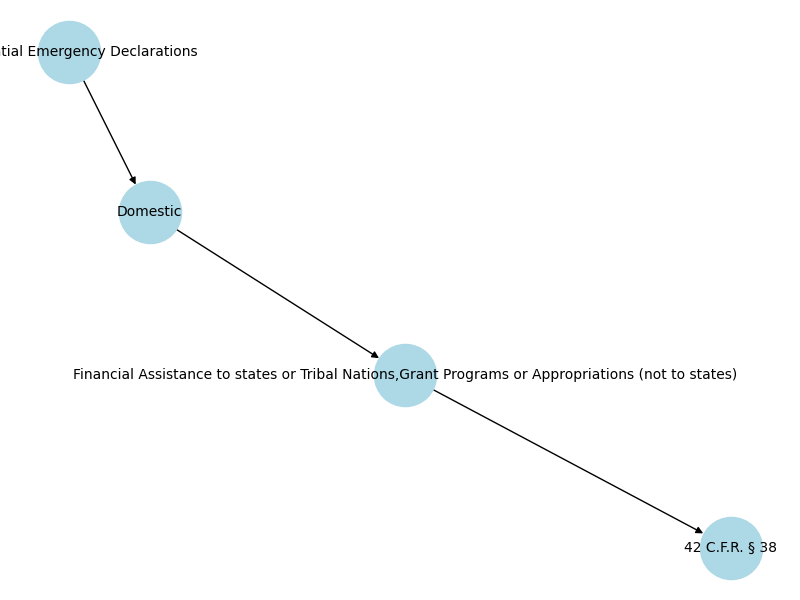 tial Emergency Declarations
Domestic
Financial Assistance to states or Tribal Nations,Grant Programs or Appropriations (not to states)
42 C.F.R. § 38